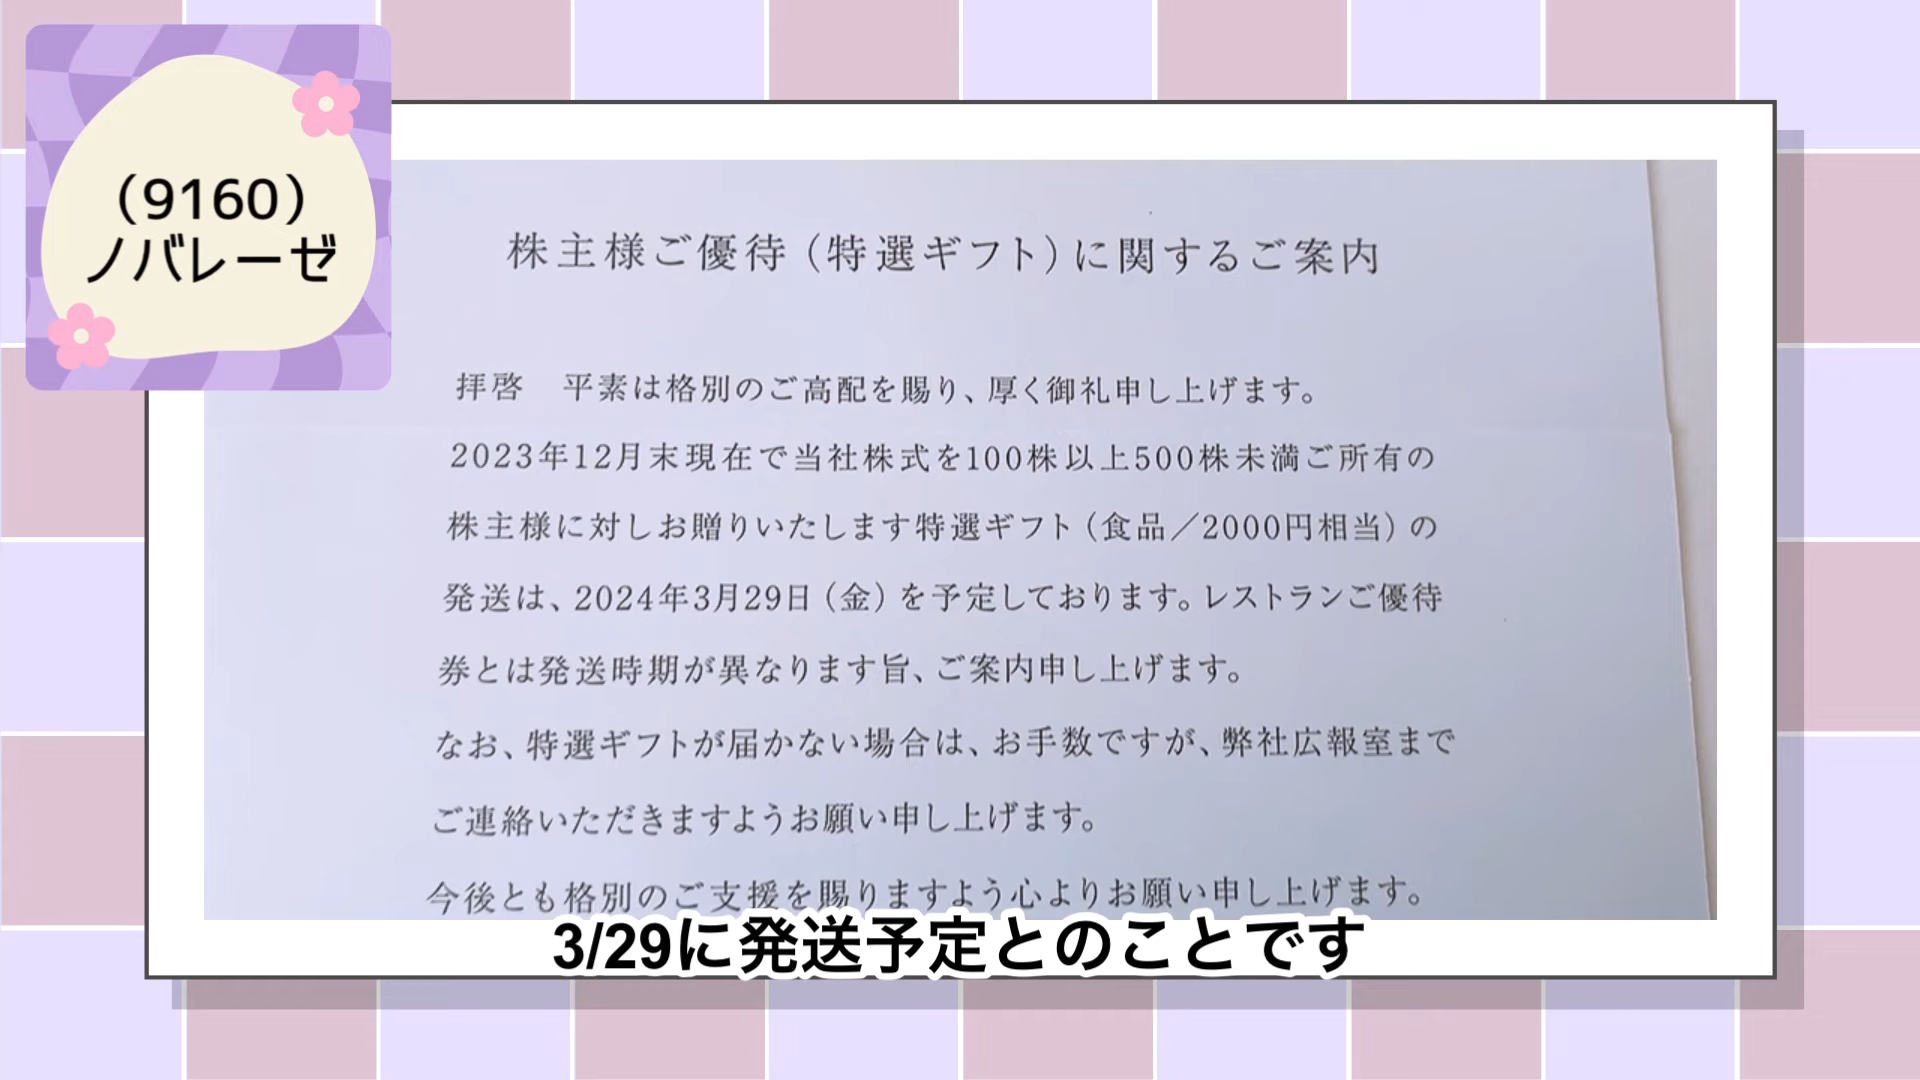 （9160）
ノバレーゼ
株主様ご優待（特選ギフト）に関するご案内
拝啓　平素は格別のご高配を賜り、厚く御礼申し上げます。
2023年12月末現在で当社株式を100株以上500株未満ご所有の
株主様に対しお贈りいたします特選ギフト（食品／2000円相当）の
発送は、2024年3月29日（金）を予定しております。レストランご優待
券とは発送時期が異なります旨、ご案内申し上げます。
なお、特選ギフトが届かない場合は、お手数ですが、弊社広報室まで
ご連絡いただきますようお願い申し上げます。
今後とも格別のご支援を賜りますよう心よりお願い申し上げます。
3/29に発送予定とのことです